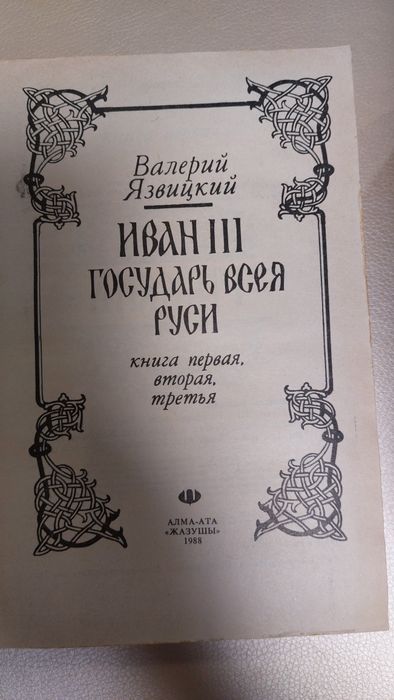 Валерий
Язвицкий
ИВАН III
ГОСУДАРЬ ВСЕЯ
РУСИ
книга первая,
вторая,
третья
АЛМА-АТА
«ЖАЗУШЫ»
1988